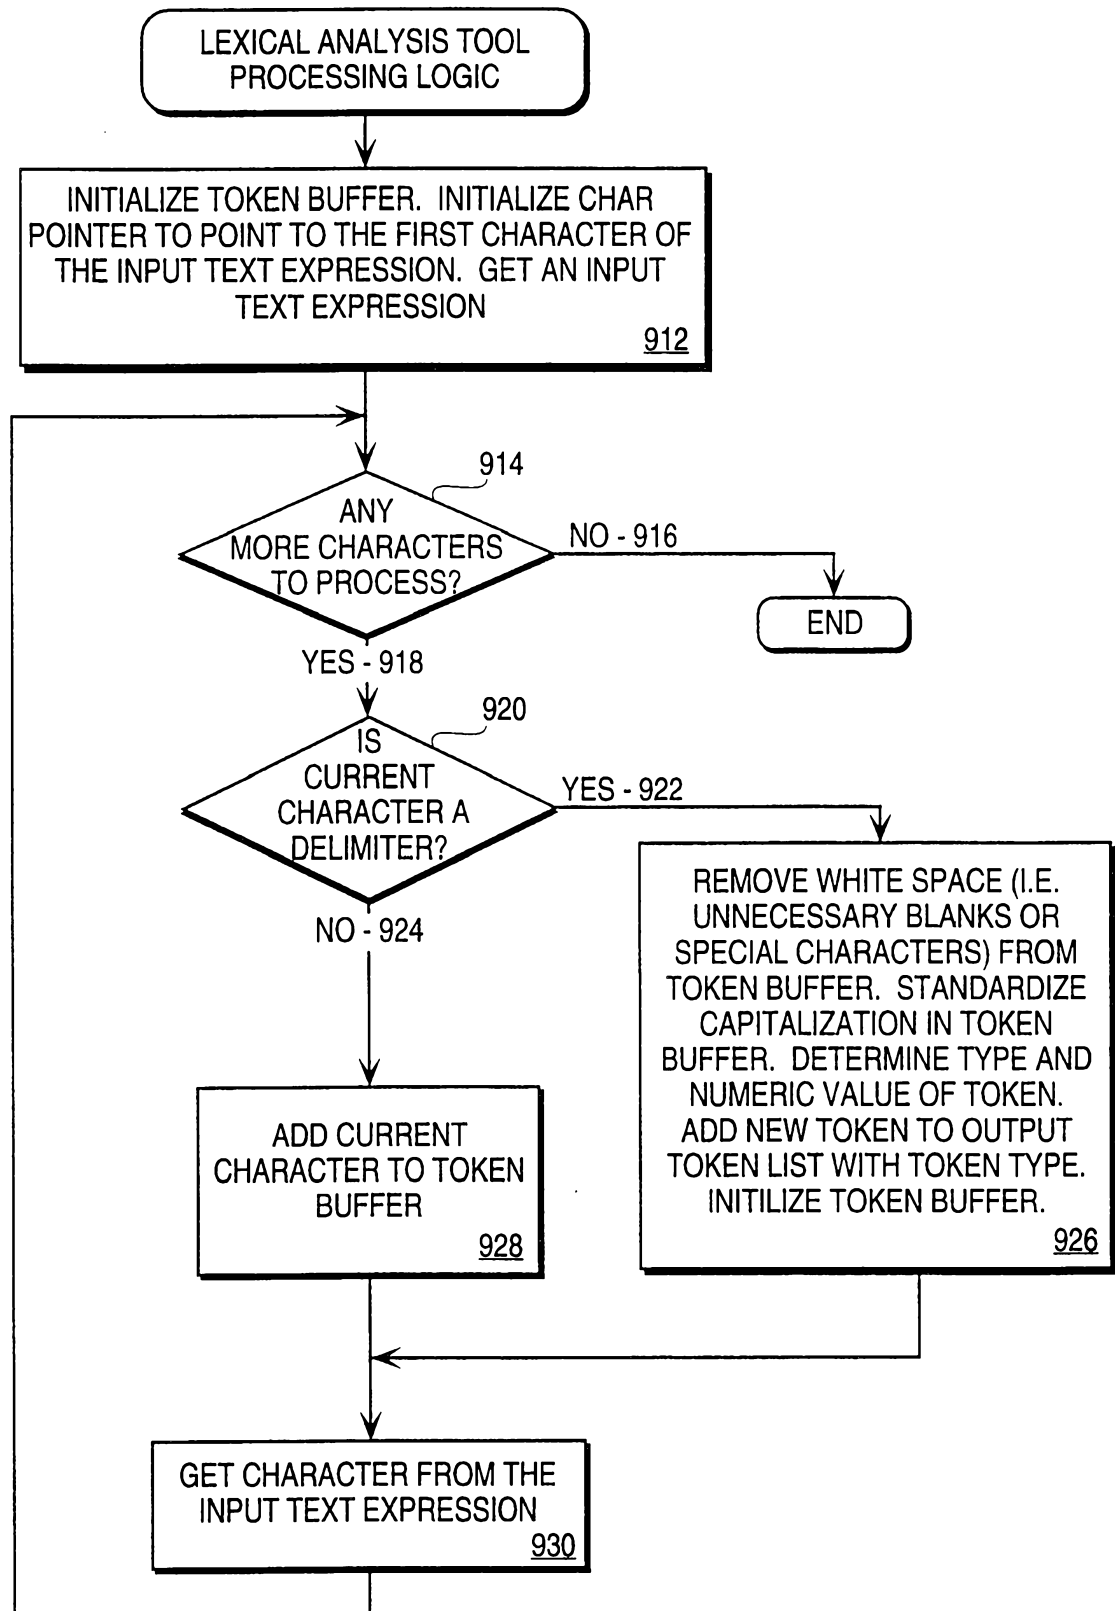 LEXICAL ANALYSIS TOOL
PROCESSING LOGIC
INITIALIZE TOKEN BUFFER. INITIALIZE CHAR
POINTER TO POINT TO THE FIRST CHARACTER OF
THE INPUT TEXT EXPRESSION. GET AN INPUT
TEXT EXPRESSION
912
914
ANY
MORE CHARACTERS
TO PROCESS?
NO - 916
END
YES - 918
920
IS
CURRENT
CHARACTER A
DELIMITER?
YES - 922
NO - 924
REMOVE WHITE SPACE (I.E.
UNNECESSARY BLANKS OR
SPECIAL CHARACTERS) FROM
TOKEN BUFFER. STANDARDIZE
CAPITALIZATION IN TOKEN
BUFFER. DETERMINE TYPE AND
NUMERIC VALUE OF TOKEN.
ADD NEW TOKEN TO OUTPUT
TOKEN LIST WITH TOKEN TYPE.
INITILIZE TOKEN BUFFER.
926
ADD CURRENT
CHARACTER TO TOKEN
BUFFER
928
GET CHARACTER FROM THE
INPUT TEXT EXPRESSION
930